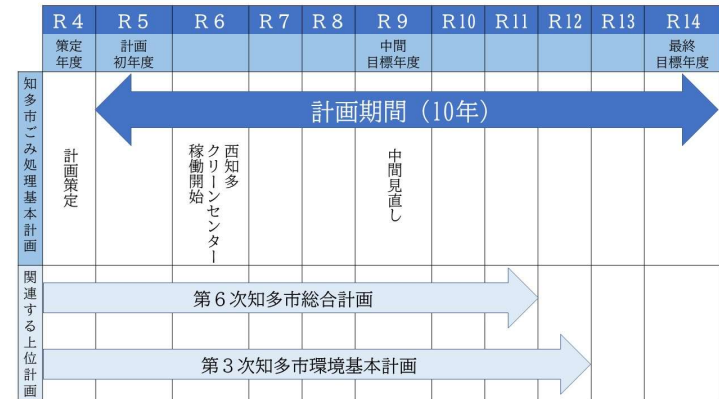 R4 R5 R6 R7 R8 R9 R10 R11 R12 R13 R14
策定
年度
計画
初年度
中間
目標年度
最終
目標年度
知多市ごみ処理基本計画
計画期間（10年）
計画策定
西知多
クリーンセンター
稼働開始
中間見直し
関連する上位計画
第６次知多市総合計画
第３次知多市環境基本計画